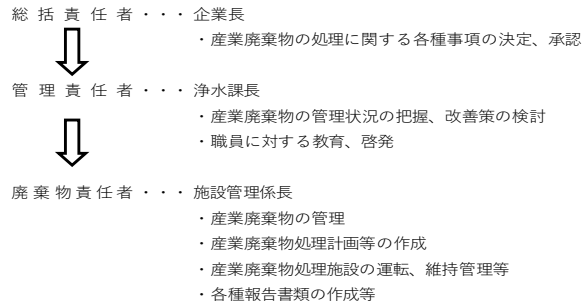 総括責任者・・・企業長
・産業廃棄物の処理に関する各種事項の決定、承認
管理責任者・・・浄水課長
・産業廃棄物の管理状況の把握、改善策の検討
・職員に対する教育、啓発
廃棄物責任者・・・施設管理係長
・産業廃棄物の管理
・産業廃棄物処理計画等の作成
・産業廃棄物処理施設の運転、維持管理等
・各種報告書類の作成等